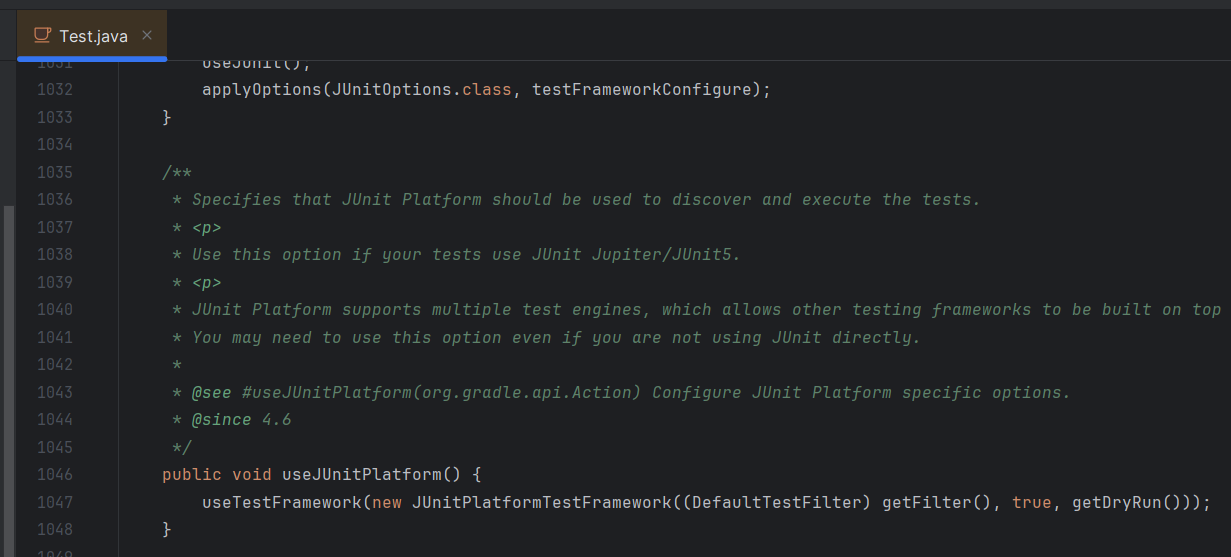 Test.java
1031 useJUnit();
1032 applyOptions(JUnitOptions.class, testFrameworkConfigure);
1033 }
1034
1035 /**
1036 * Specifies that JUnit Platform should be used to discover and execute the tests.
1037 * <p>
1038 * Use this option if your tests use JUnit Jupiter/JUnit5.
1039 * <p>
1040 * JUnit Platform supports multiple test engines, which allows other testing frameworks to be built on top
1041 * You may need to use this option even if you are not using JUnit directly.
1042 *
1043 * @see #useJUnitPlatform(org.gradle.api.Action) Configure JUnit Platform specific options.
1044 * @since 4.6
1045 */
1046 public void useJUnitPlatform() {
1047 useTestFramework(new JUnitPlatformTestFramework((DefaultTestFilter) getFilter(), true, getDryRun()));
1048 }
1049